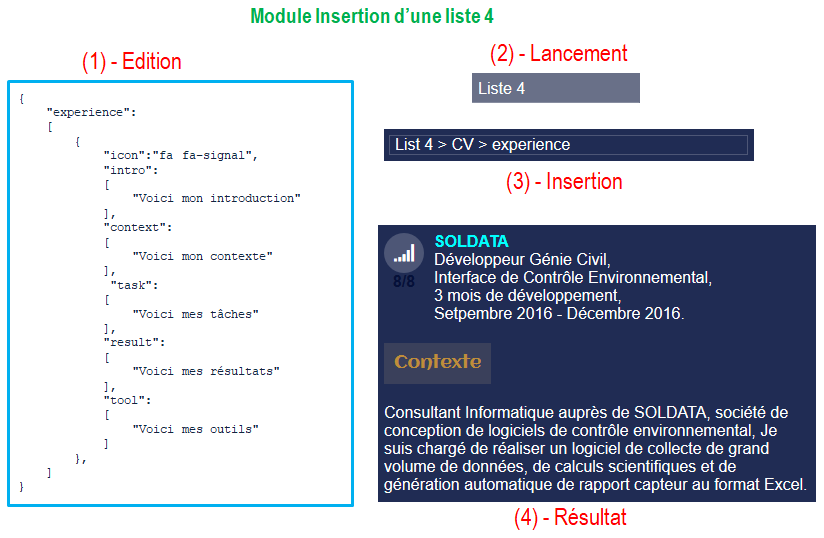 Module Insertion d'une liste 4
(1) - Edition
{
"experience":
[
{
"icon":"fa fa-signal",
"intro":
[
"Voici mon introduction"
],
"context":
[
"Voici mon contexte"
],
"task":
[
"Voici mes tâches"
],
"result":
[
"Voici mes résultats"
],
"tool":
[
"Voici mes outils"
]
},
]
}
(2) - Lancement
Liste 4
List 4 > CV > experience
(3) - Insertion
SOLDATA
Développeur Génie Civil,
Interface de Contrôle Environnemental,
8/8
3 mois de développement,
Setpembre 2016 - Décembre 2016.
Contexte
Consultant Informatique auprès de SOLDATA, société de
conception de logiciels de contrôle environnemental, Je
suis chargé de réaliser un logiciel de collecte de grand
volume de données, de calculs scientifiques et de
génération automatique de rapport capteur au format Excel.
(4) - Résultat